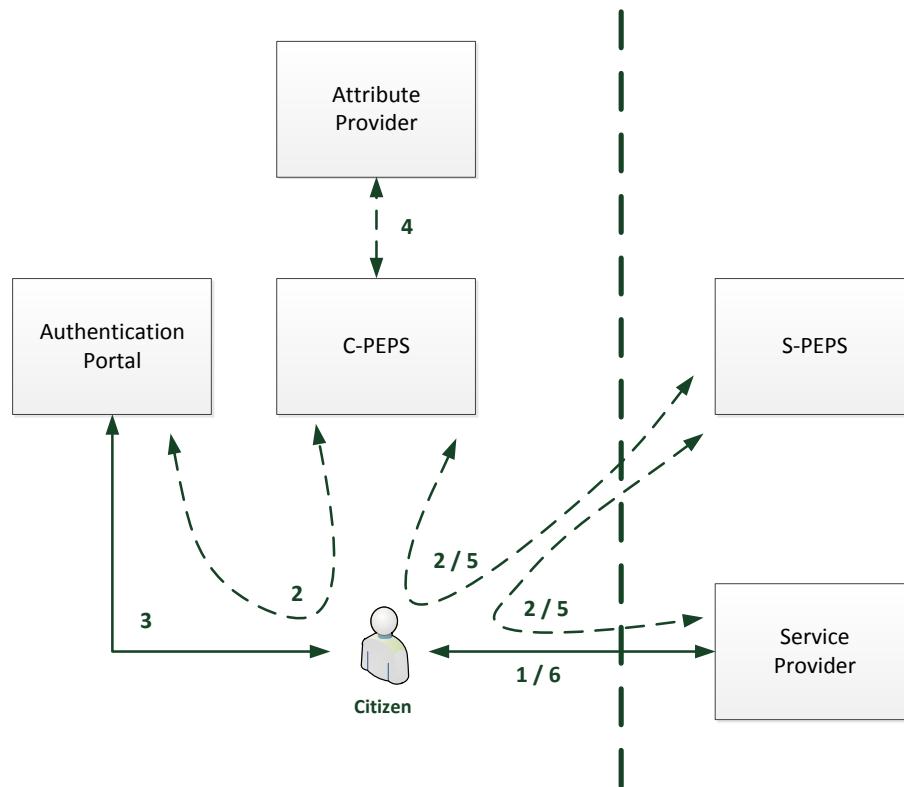 Attribute
Provider
4
Authentication
Portal
C-PEPS
S-PEPS
2 / 5
2
2 / 5
3
Service
Provider
1 / 6
Citizen